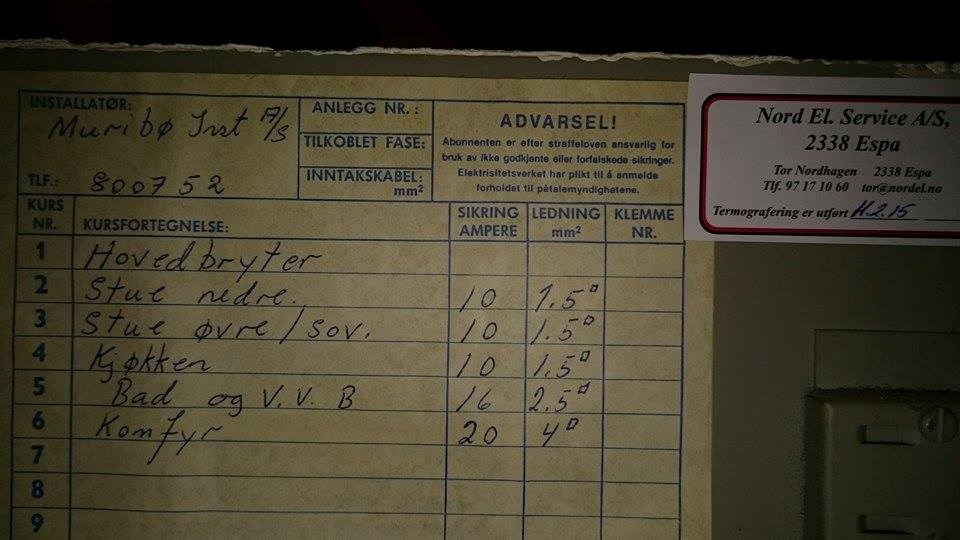 INSTALLATØR:
Muribø Inst A/S
TLF.: 800752
ANLEGG NR.:
TILKOBLET FASE:
INNTAKSKABEL: mm²
ADVARSEL!
Abonnenten er efter straffeloven ansvarlig for
bruk av ikke godkjente eller forfalskede sikringer.
Elektrisitetsverket har plikt til å anmelde
forholdet til påtalemyndighetene.
KURS NR. KURSFORTEGNELSE: SIKRING AMPERE LEDNING mm² KLEMME NR.
1 Hovedbryter
2 Stue nedre. 10 1.5□
3 Stue øvre/sov. 10 1.5□
4 Kjøkken 10 1.5□
5 Bad og V.V.B 16 2.5□
6 Komfyr 20 4□
7
8
9
Nord El. Service A/S,
2338 Espa
Tor Nordhagen 2338 Espa
Tlf. 97 17 10 60 tor@nordel.no
Termografering er utført 11.2.15